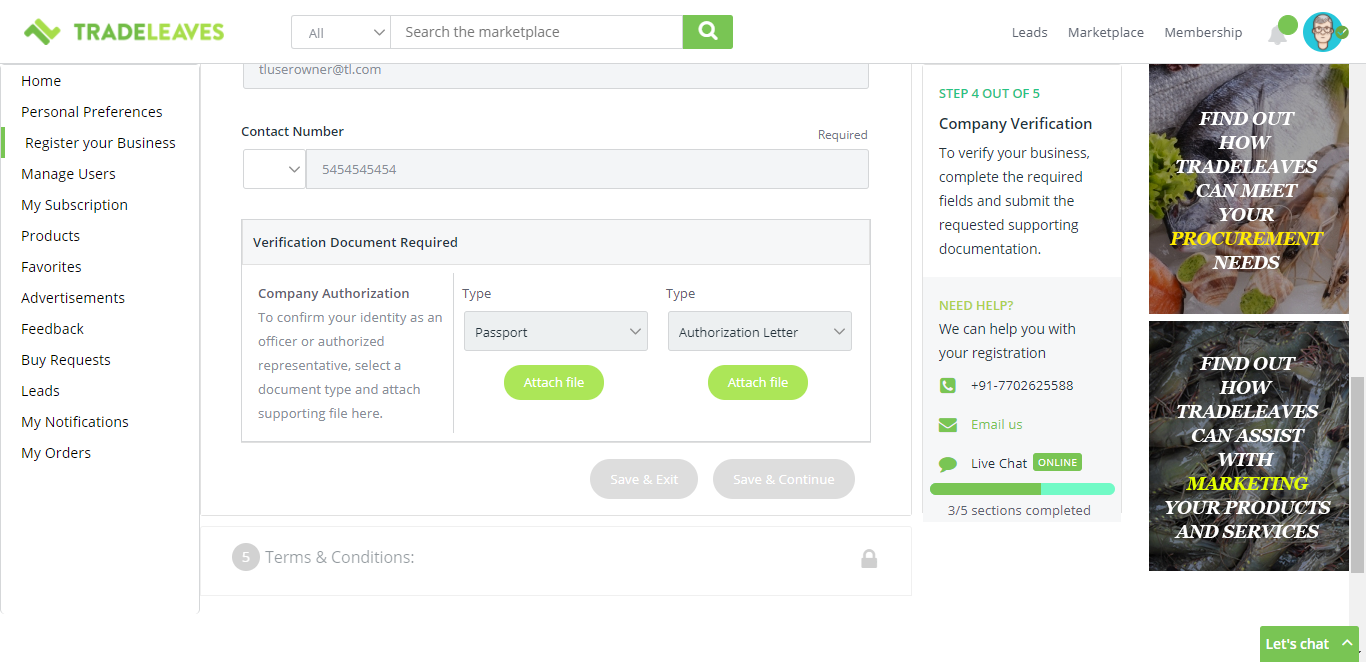 TRADELEAVES
All
Search the marketplace
Leads
Marketplace
Membership
Home
Personal Preferences
Register your Business
Manage Users
My Subscription
Products
Favorites
Advertisements
Feedback
Buy Requests
Leads
My Notifications
My Orders
tluserowner@tl.com
Contact Number
Required
5454545454
Verification Document Required
Company Authorization
To confirm your identity as an
officer or authorized
representative, select a
document type and attach
supporting file here.
Type
Passport
Attach file
Type
Authorization Letter
Attach file
Save & Exit
Save & Continue
5
Terms & Conditions:
STEP 4 OUT OF 5
Company Verification
To verify your business,
complete the required
fields and submit the
requested supporting
documentation.
NEED HELP?
We can help you with
your registration
+91-7702625588
Email us
Live Chat
ONLINE
3/5 sections completed
FIND OUT
HOW
TRADELEAVES
CAN MEET
YOUR
PROCUREMENT
NEEDS
FIND OUT
HOW
TRADELEAVES
CAN ASSIST
WITH
MARKETING
YOUR PRODUCTS
AND SERVICES
Let's chat